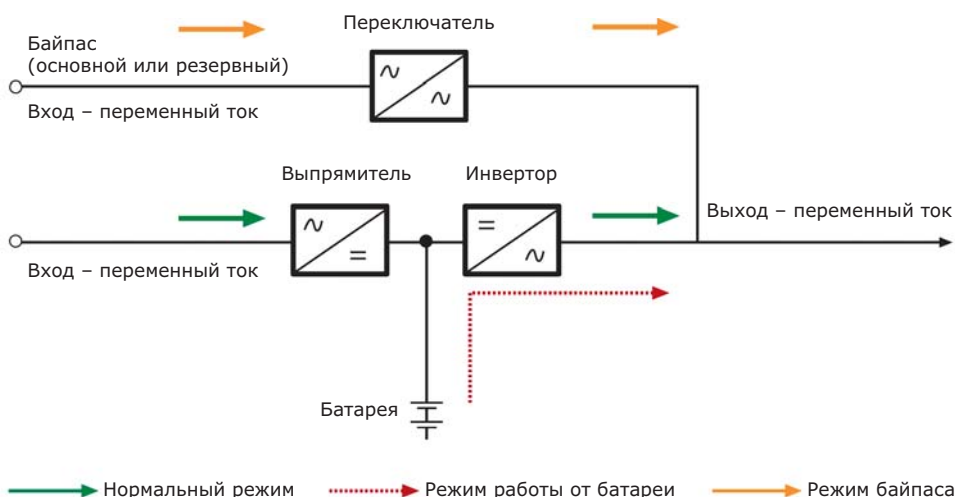 Переключатель
Байпас
(основной или резервный)
Вход – переменный ток
Выпрямитель
Инвертор
Выход – переменный ток
Вход – переменный ток
Батарея
Нормальный режим
Режим работы от батареи
Режим байпаса